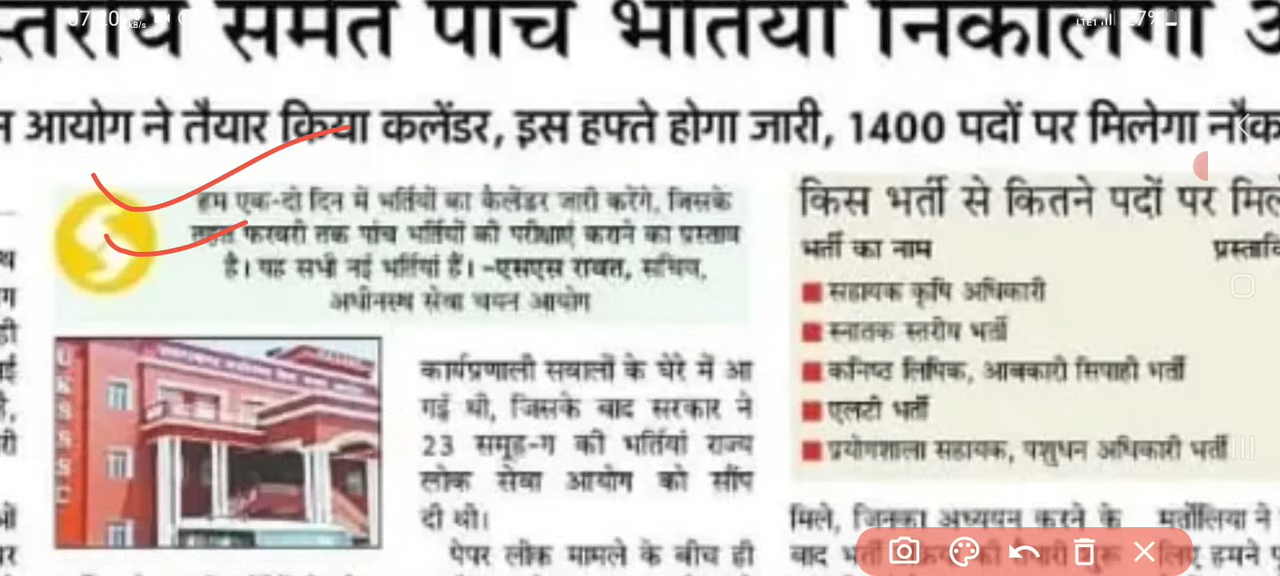 स्तरीय समेत पांच भर्तियां निकालेगा
आयोग ने तैयार किया कलेंडर, इस हफ्ते होगा जारी, 1400 पदों पर मिलेगा
हम एक-दो दिन में भर्तियों का कैलेंडर जारी करेंगे, जिसके
तहत फरवरी तक पांच भर्तियों की परीक्षाएं कराने का प्रस्ताव
है। यह सभी नई भर्तियां हैं। -एसएस रावत, सचिव,
अधीनस्थ सेवा चयन आयोग
UKSSSC
कार्यप्रणाली सवालों के घेरे में आ
गई थी, जिसके बाद सरकार ने
23 समूह-ग की भर्तियां राज्य
लोक सेवा आयोग को सौंप
दी थी।
पेपर लीक मामले के बीच ही
किस भर्ती से कितने पदों पर
भर्ती का नाम
सहायक कृषि अधिकारी
स्नातक स्तरीय भर्ती
कनिष्ठ लिपिक, आबकारी सिपाही भर्ती
एलटी भर्ती
प्रयोगशाला सहायक, पशुधन अधिकारी भर्ती
मिले, जिनका अध्ययन करने के
बाद
मर्तोलिया ने
लिए हमने